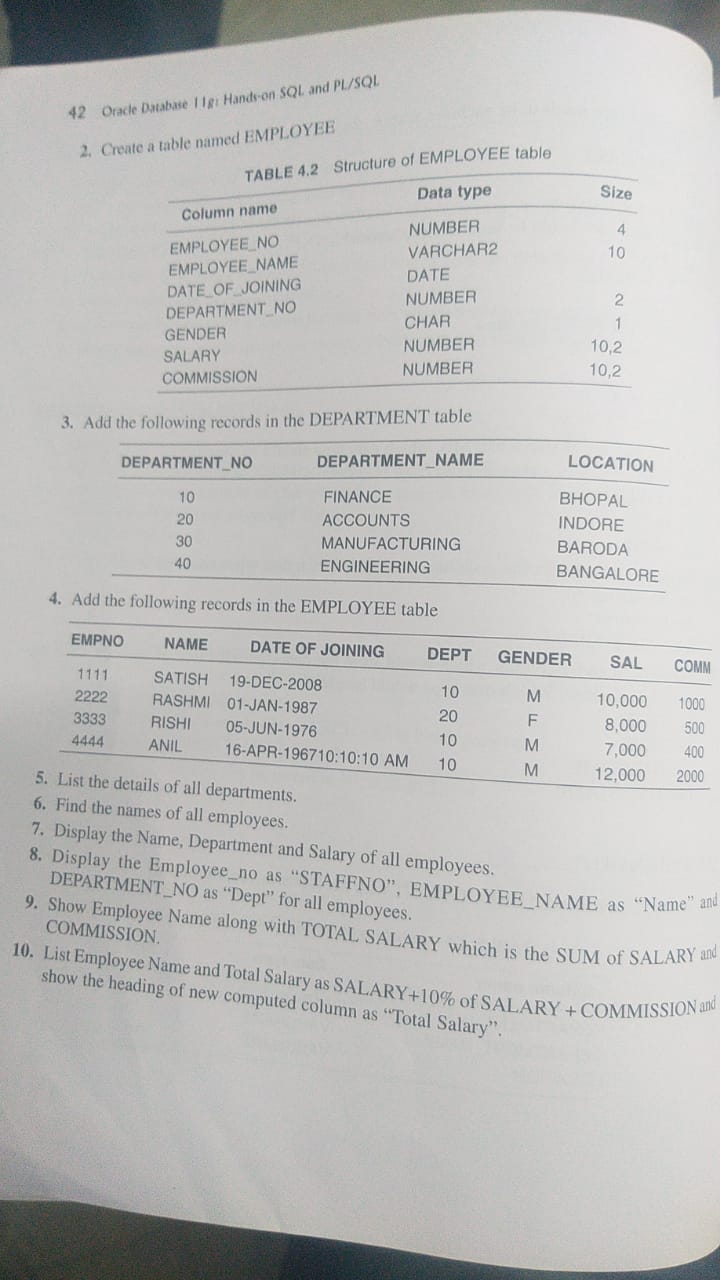 42 Oracle Database 11g: Hands-on SQL and PL/SQL
2. Create a table named EMPLOYEE
TABLE 4.2 Structure of EMPLOYEE table
Column name Data type Size
EMPLOYEE_NO NUMBER 4
EMPLOYEE_NAME VARCHAR2 10
DATE_OF_JOINING DATE
DEPARTMENT_NO NUMBER 2
GENDER CHAR 1
SALARY NUMBER 10,2
COMMISSION NUMBER 10,2
3. Add the following records in the DEPARTMENT table
DEPARTMENT_NO DEPARTMENT_NAME LOCATION
10 FINANCE BHOPAL
20 ACCOUNTS INDORE
30 MANUFACTURING BARODA
40 ENGINEERING BANGALORE
4. Add the following records in the EMPLOYEE table
EMPNO NAME DATE OF JOINING DEPT GENDER SAL COMM
1111 SATISH 19-DEC-2008 10 M 10,000 1000
2222 RASHMI 01-JAN-1987 20 F 8,000 500
3333 RISHI 05-JUN-1976 10 M 7,000 400
4444 ANIL 16-APR-196710:10:10 AM 10 M 12,000 2000
5. List the details of all departments.
6. Find the names of all employees.
7. Display the Name, Department and Salary of all employees.
8. Display the Employee_no as “STAFFNO”, EMPLOYEE_NAME as “Name” and
DEPARTMENT_NO as “Dept” for all employees.
9. Show Employee Name along with TOTAL SALARY which is the SUM of SALARY and
COMMISSION.
10. List Employee Name and Total Salary as SALARY+10% of SALARY + COMMISSION and
show the heading of new computed column as “Total Salary”.